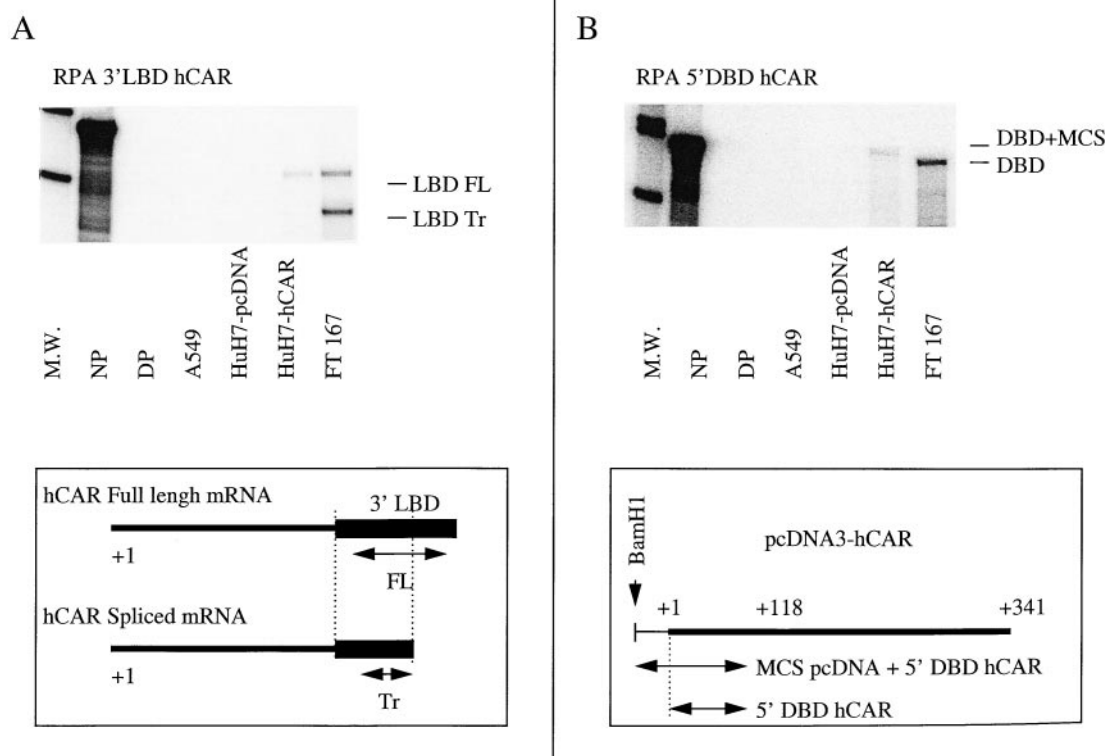 A
RPA 3'LBD hCAR
LBD FL
LBD Tr
M.W.
NP
DP
A549
HuH7-pcDNA
HuH7-hCAR
FT 167
hCAR Full lengh mRNA
3' LBD
+1
FL
hCAR Spliced mRNA
+1
Tr
B
RPA 5'DBD hCAR
DBD+MCS
DBD
M.W.
NP
DP
A549
HuH7-pcDNA
HuH7-hCAR
FT 167
BamH1
pcDNA3-hCAR
+1
+118
+341
MCS pcDNA + 5' DBD hCAR
5' DBD hCAR